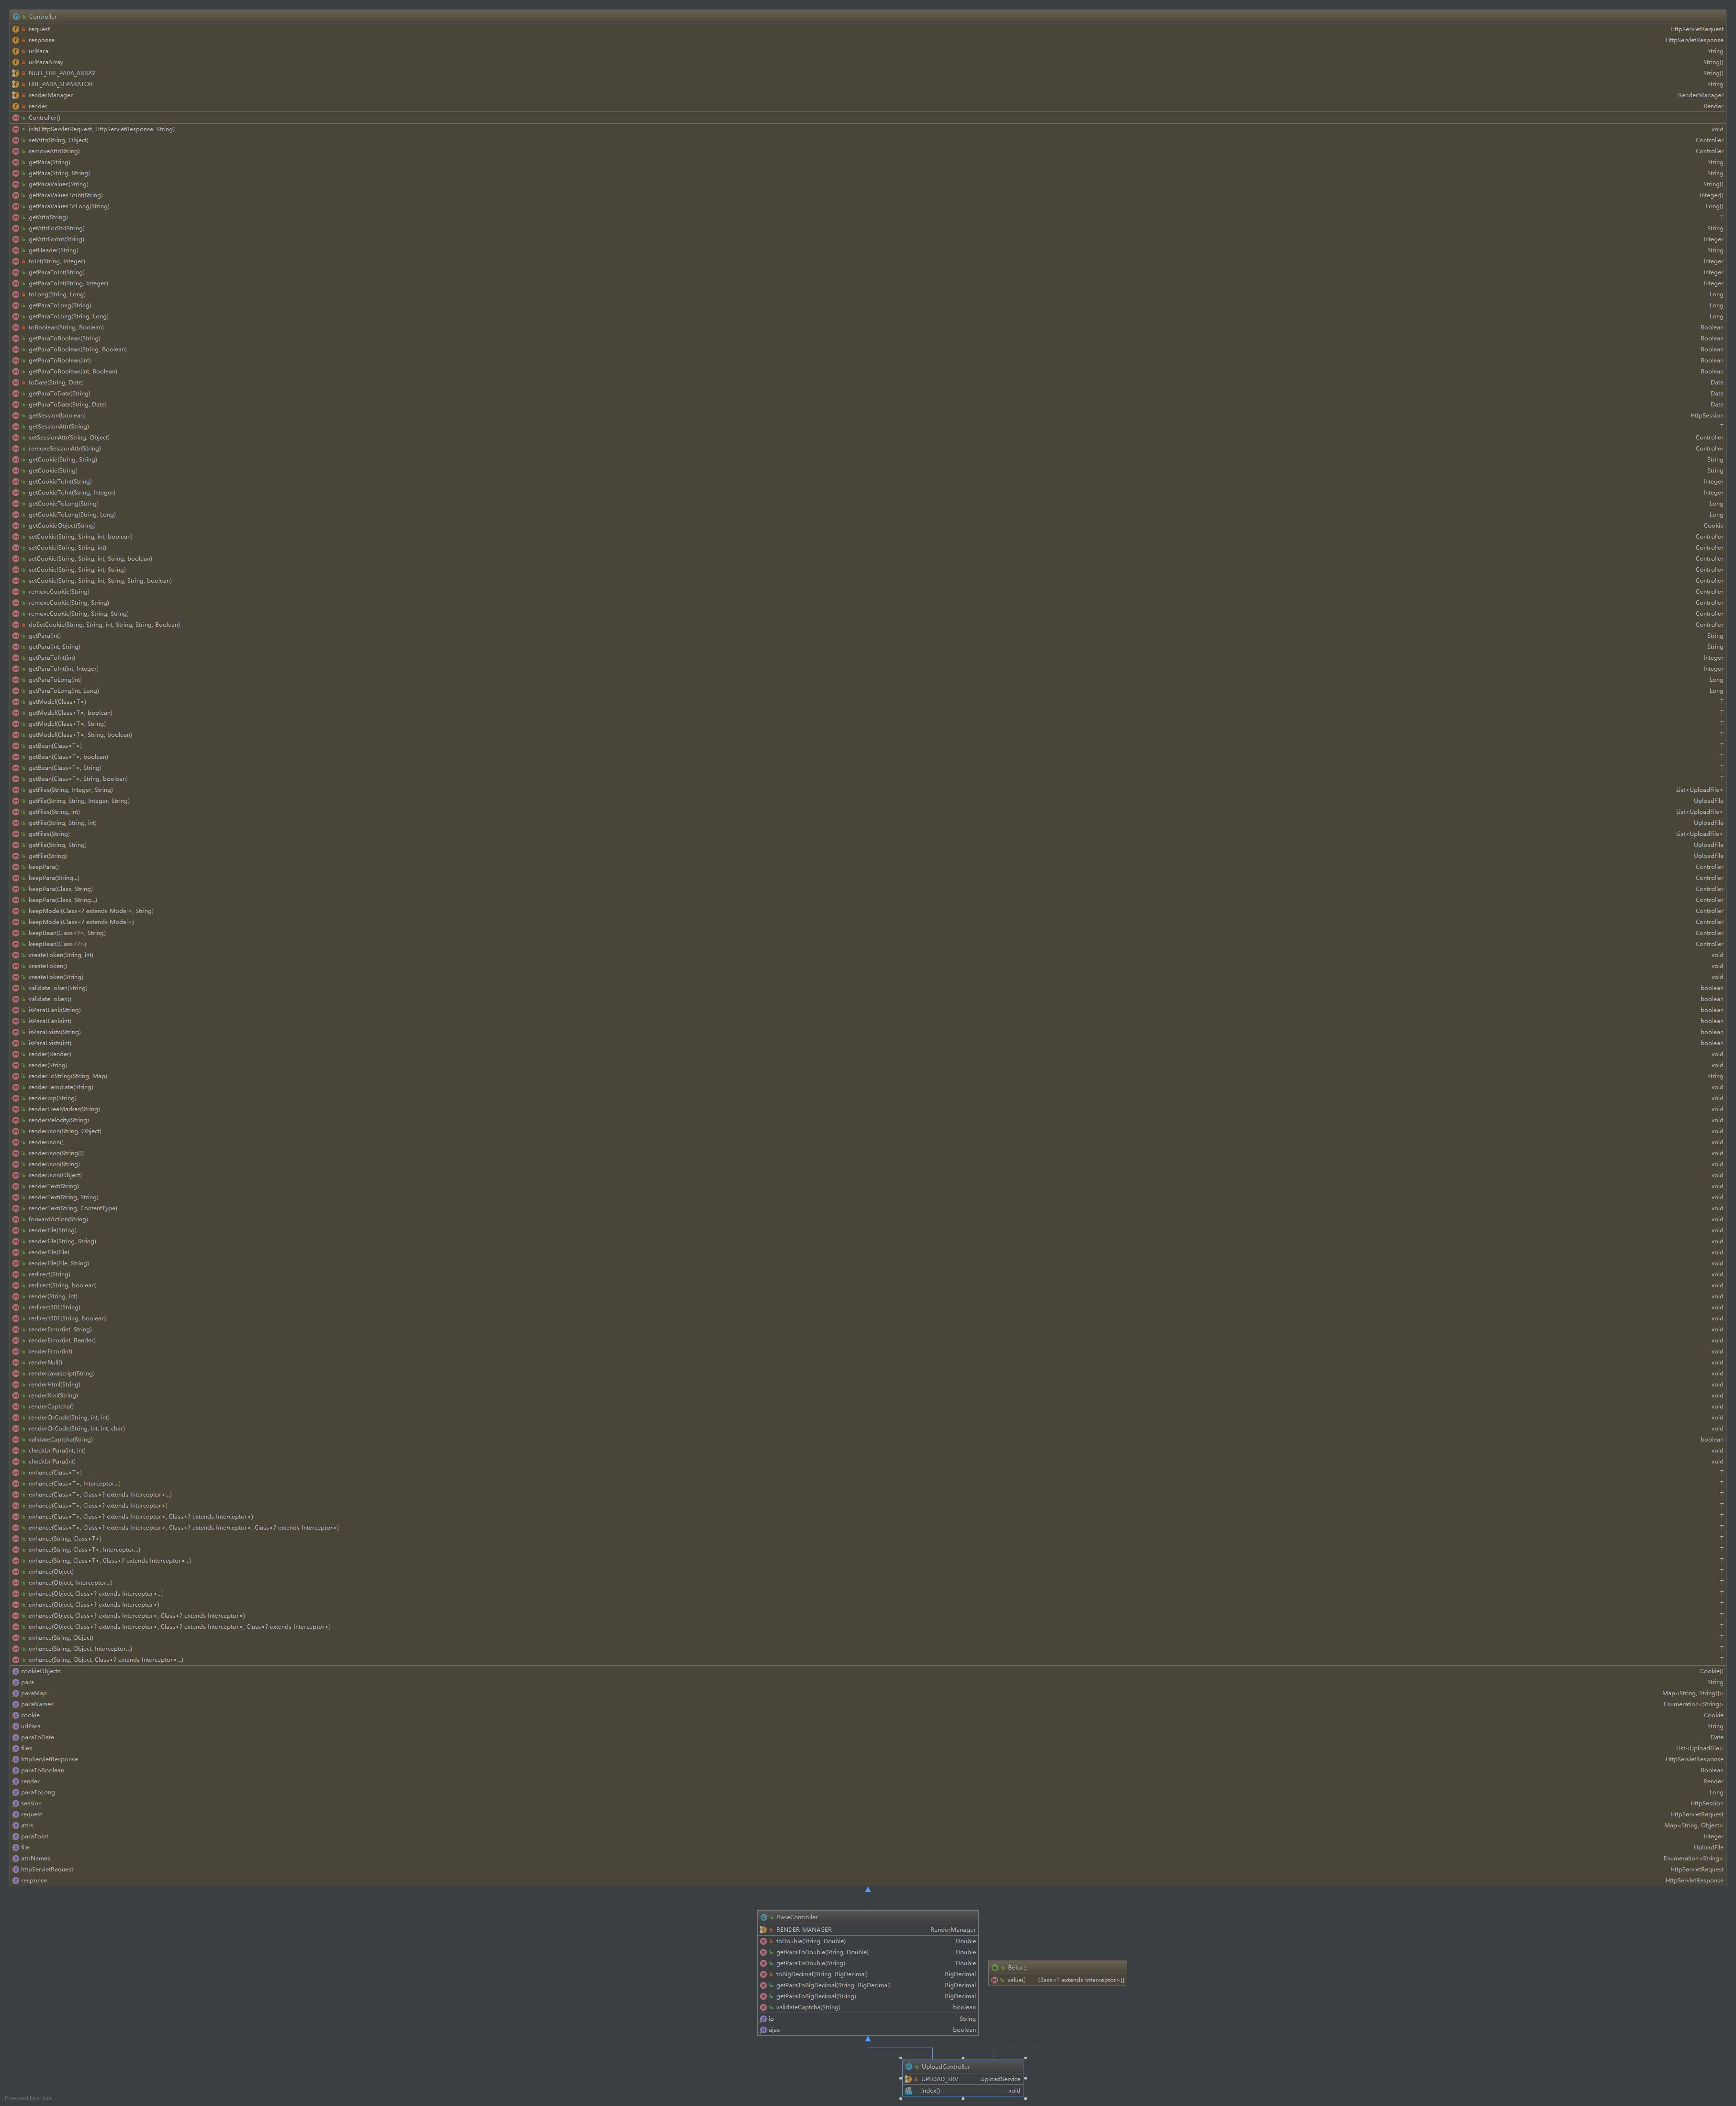 Controller
request HttpServletRequest
response HttpServletResponse
urlPara String
urlParaArray String[]
NULL_URL_PARA_ARRAY String[]
URL_PARA_SEPARATOR String
renderManager RenderManager
render Render
Controller()
init(HttpServletRequest, HttpServletResponse, String) void
setAttr(String, Object) Controller
removeAttr(String) Controller
getPara(String) String
getPara(String, String) String
getParaValues(String) String[]
getParaValuesToInt(String) Integer[]
getParaValuesToLong(String) Long[]
getAttr(String) T
getAttrForStr(String) String
getAttrForInt(String) Integer
getHeader(String) String
toInt(String, Integer) Integer
getParaToInt(String) Integer
getParaToInt(String, Integer) Integer
toLong(String, Long) Long
getParaToLong(String) Long
getParaToLong(String, Long) Long
toBoolean(String, Boolean) Boolean
getParaToBoolean(String) Boolean
getParaToBoolean(String, Boolean) Boolean
getParaToBoolean(int) Boolean
getParaToBoolean(int, Boolean) Boolean
toDate(String, Date) Date
getParaToDate(String) Date
getParaToDate(String, Date) Date
getSession(boolean) HttpSession
getSessionAttr(String) T
setSessionAttr(String, Object) Controller
removeSessionAttr(String) Controller
getCookie(String, String) String
getCookie(String) String
getCookieToInt(String) Integer
getCookieToInt(String, Integer) Integer
getCookieToLong(String) Long
getCookieToLong(String, Long) Long
getCookieObject(String) Cookie
setCookie(String, String, int, boolean) Controller
setCookie(String, String, int) Controller
setCookie(String, String, int, String, boolean) Controller
setCookie(String, String, int, String) Controller
setCookie(String, String, int, String, String, boolean) Controller
removeCookie(String) Controller
removeCookie(String, String) Controller
removeCookie(String, String, String) Controller
doSetCookie(String, String, int, String, String, Boolean) Controller
getPara(int) String
getPara(int, String) String
getParaToInt(int) Integer
getParaToInt(int, Integer) Integer
getParaToLong(int) Long
getParaToLong(int, Long) Long
getModel(Class<T>) T
getModel(Class<T>, boolean) T
getModel(Class<T>, String) T
getModel(Class<T>, String, boolean) T
getBean(Class<T>) T
getBean(Class<T>, boolean) T
getBean(Class<T>, String) T
getBean(Class<T>, String, boolean) T
getFiles(String, Integer, String) List<UploadFile>
getFile(String, String, Integer, String) UploadFile
getFiles(String, int) List<UploadFile>
getFile(String, String, int) UploadFile
getFiles(String) List<UploadFile>
getFile(String, String) UploadFile
getFile(String) UploadFile
keepPara() Controller
keepPara(String...) Controller
keepPara(Class, String) Controller
keepPara(Class, String...) Controller
keepModel(Class<? extends Model>, String) Controller
keepModel(Class<? extends Model>) Controller
keepBean(Class<?>, String) Controller
keepBean(Class<?>) Controller
createToken(String, int) void
createToken() void
createToken(String) void
validateToken(String) boolean
validateToken() boolean
isParaBlank(String) boolean
isParaBlank(int) boolean
isParaExists(String) boolean
isParaExists(int) boolean
render(Render) void
render(String) void
renderToString(String, Map) String
renderTemplate(String) void
renderJsp(String) void
renderFreeMarker(String) void
renderVelocity(String) void
renderJson(String, Object) void
renderJson() void
renderJson(String[]) void
renderJson(String) void
renderJson(Object) void
renderText(String) void
renderText(String, String) void
renderText(String, ContentType) void
forwardAction(String) void
renderFile(String) void
renderFile(String, String) void
renderFile(File) void
renderFile(File, String) void
redirect(String) void
redirect(String, boolean) void
render(String, int) void
redirect301(String) void
redirect301(String, boolean) void
renderError(int, String) void
renderError(int, Render) void
renderError(int) void
renderNull() void
renderJavascript(String) void
renderHtml(String) void
renderXml(String) void
renderCaptcha() void
renderQrCode(String, int, int) void
renderQrCode(String, int, int, char) void
validateCaptcha(String) boolean
checkUrlPara(int, int) void
checkUrlPara(int) void
enhance(Class<T>) T
enhance(Class<T>, Interceptor...) T
enhance(Class<T>, Class<? extends Interceptor>...) T
enhance(Class<T>, Class<? extends Interceptor>) T
enhance(Class<T>, Class<? extends Interceptor>, Class<? extends Interceptor>) T
enhance(Class<T>, Class<? extends Interceptor>, Class<? extends Interceptor>, Class<? extends Interceptor>) T
enhance(String, Class<T>) T
enhance(String, Class<T>, Interceptor...) T
enhance(String, Class<T>, Class<? extends Interceptor>...) T
enhance(Object) T
enhance(Object, Interceptor...) T
enhance(Object, Class<? extends Interceptor>...) T
enhance(Object, Class<? extends Interceptor>) T
enhance(Object, Class<? extends Interceptor>, Class<? extends Interceptor>) T
enhance(Object, Class<? extends Interceptor>, Class<? extends Interceptor>, Class<? extends Interceptor>) T
enhance(String, Object) T
enhance(String, Object, Interceptor...) T
enhance(String, Object, Class<? extends Interceptor>...) T
cookieObjects Cookie[]
para String
paraMap Map<String, String[]>
paraNames Enumeration<String>
cookie Cookie
urlPara String
paraToDate Date
files List<UploadFile>
httpServletResponse HttpServletResponse
paraToBoolean Boolean
render Render
paraToLong Long
session HttpSession
request HttpServletRequest
attrs Map<String, Object>
paraToInt Integer
file UploadFile
attrNames Enumeration<String>
httpServletRequest HttpServletRequest
response HttpServletResponse
BaseController
RENDER_MANAGER RenderManager
toDouble(String, Double) Double
getParaToDouble(String, Double) Double
getParaToDouble(String) Double
toBigDecimal(String, BigDecimal) BigDecimal
getParaToBigDecimal(String, BigDecimal) BigDecimal
getParaToBigDecimal(String) BigDecimal
validateCaptcha(String) boolean
ip String
ajax boolean
Before
value() Class<? extends Interceptor>[]
UploadController
UPLOAD_SRV UploadService
index() void
Powered by yFiles